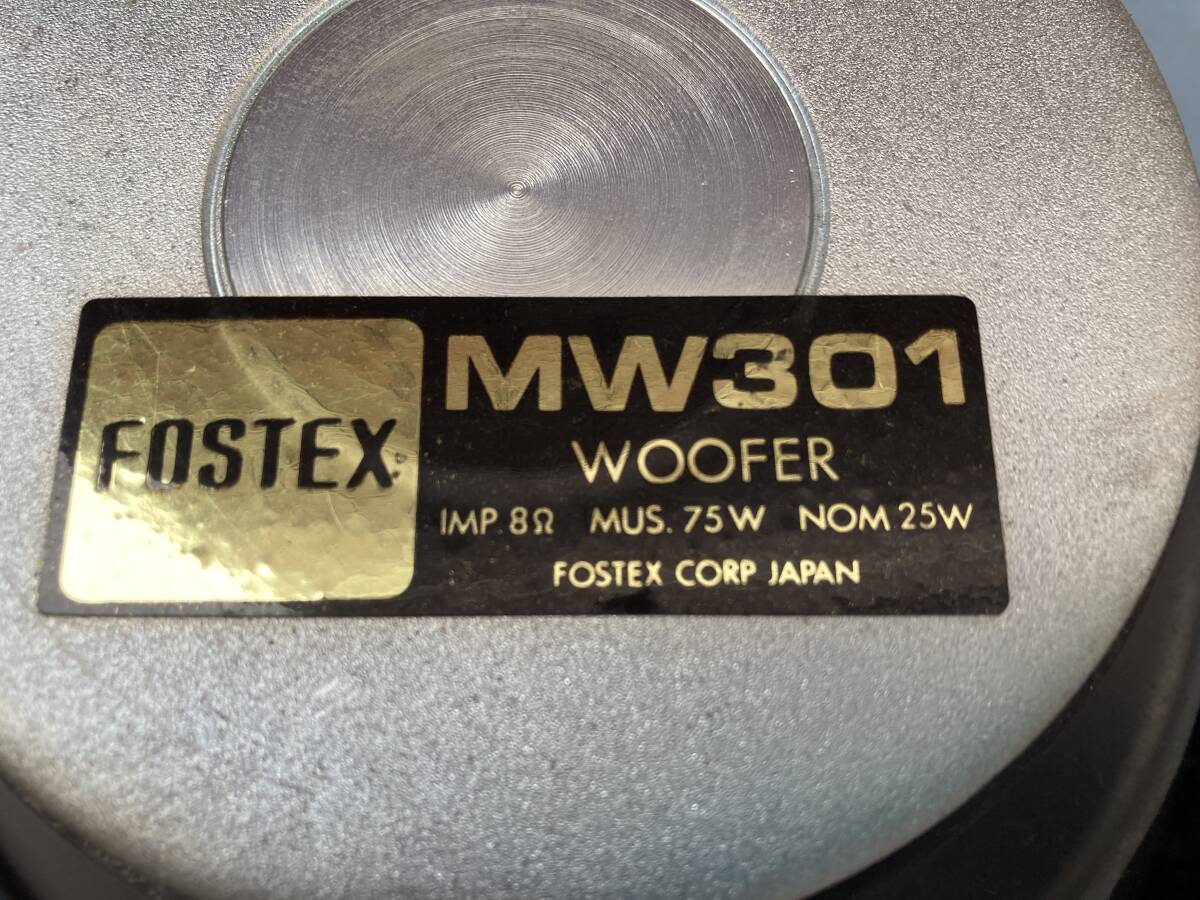 FOSTEX
MW301
WOOFER
IMP. 8Ω MUS. 75W NOM 25W
FOSTEX CORP JAPAN